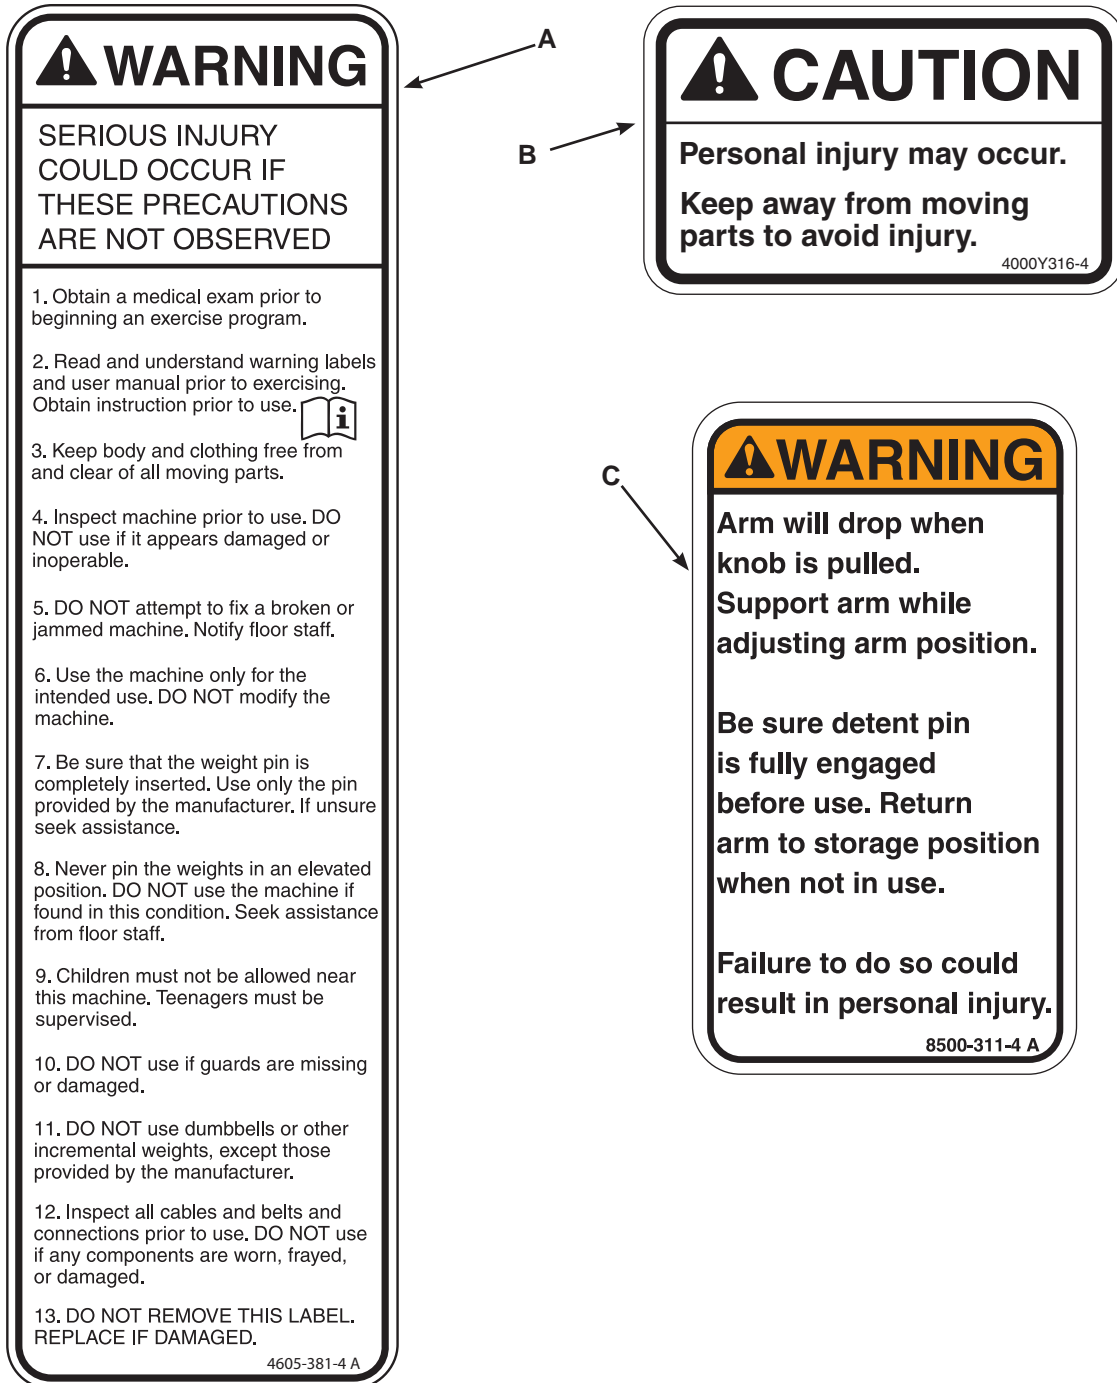 WARNING
SERIOUS INJURY
COULD OCCUR IF
THESE PRECAUTIONS
ARE NOT OBSERVED
1. Obtain a medical exam prior to
beginning an exercise program.
2. Read and understand warning labels
and user manual prior to exercising.
Obtain instruction prior to use.
i
3. Keep body and clothing free from
and clear of all moving parts.
4. Inspect machine prior to use. DO
NOT use if it appears damaged or
inoperable.
5. DO NOT attempt to fix a broken or
jammed machine. Notify floor staff.
6. Use the machine only for the
intended use. DO NOT modify the
machine.
7. Be sure that the weight pin is
completely inserted. Use only the pin
provided by the manufacturer. If unsure
seek assistance.
8. Never pin the weights in an elevated
position. DO NOT use the machine if
found in this condition. Seek assistance
from floor staff.
9. Children must not be allowed near
this machine. Teenagers must be
supervised.
10. DO NOT use if guards are missing
or damaged.
11. DO NOT use dumbbells or other
incremental weights, except those
provided by the manufacturer.
12. Inspect all cables and belts and
connections prior to use. DO NOT use
if any components are worn, frayed,
or damaged.
13. DO NOT REMOVE THIS LABEL.
REPLACE IF DAMAGED.
4605-381-4 A
A
B
CAUTION
Personal injury may occur.
Keep away from moving
parts to avoid injury.
4000Y316-4
C
WARNING
Arm will drop when
knob is pulled.
Support arm while
adjusting arm position.
Be sure detent pin
is fully engaged
before use. Return
arm to storage position
when not in use.
Failure to do so could
result in personal injury.
8500-311-4 A